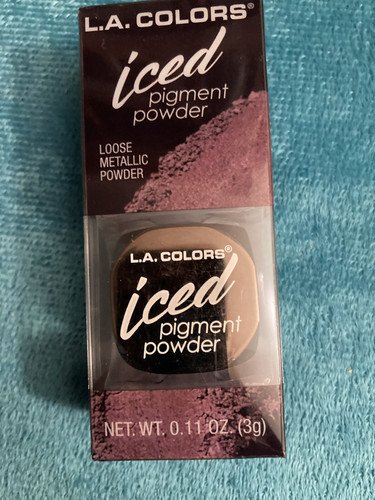 L.A. COLORS®
iced
pigment
powder
LOOSE
METALLIC
POWDER
L.A. COLORS®
iced
pigment
powder
NET. WT. 0.11 OZ. (3g)